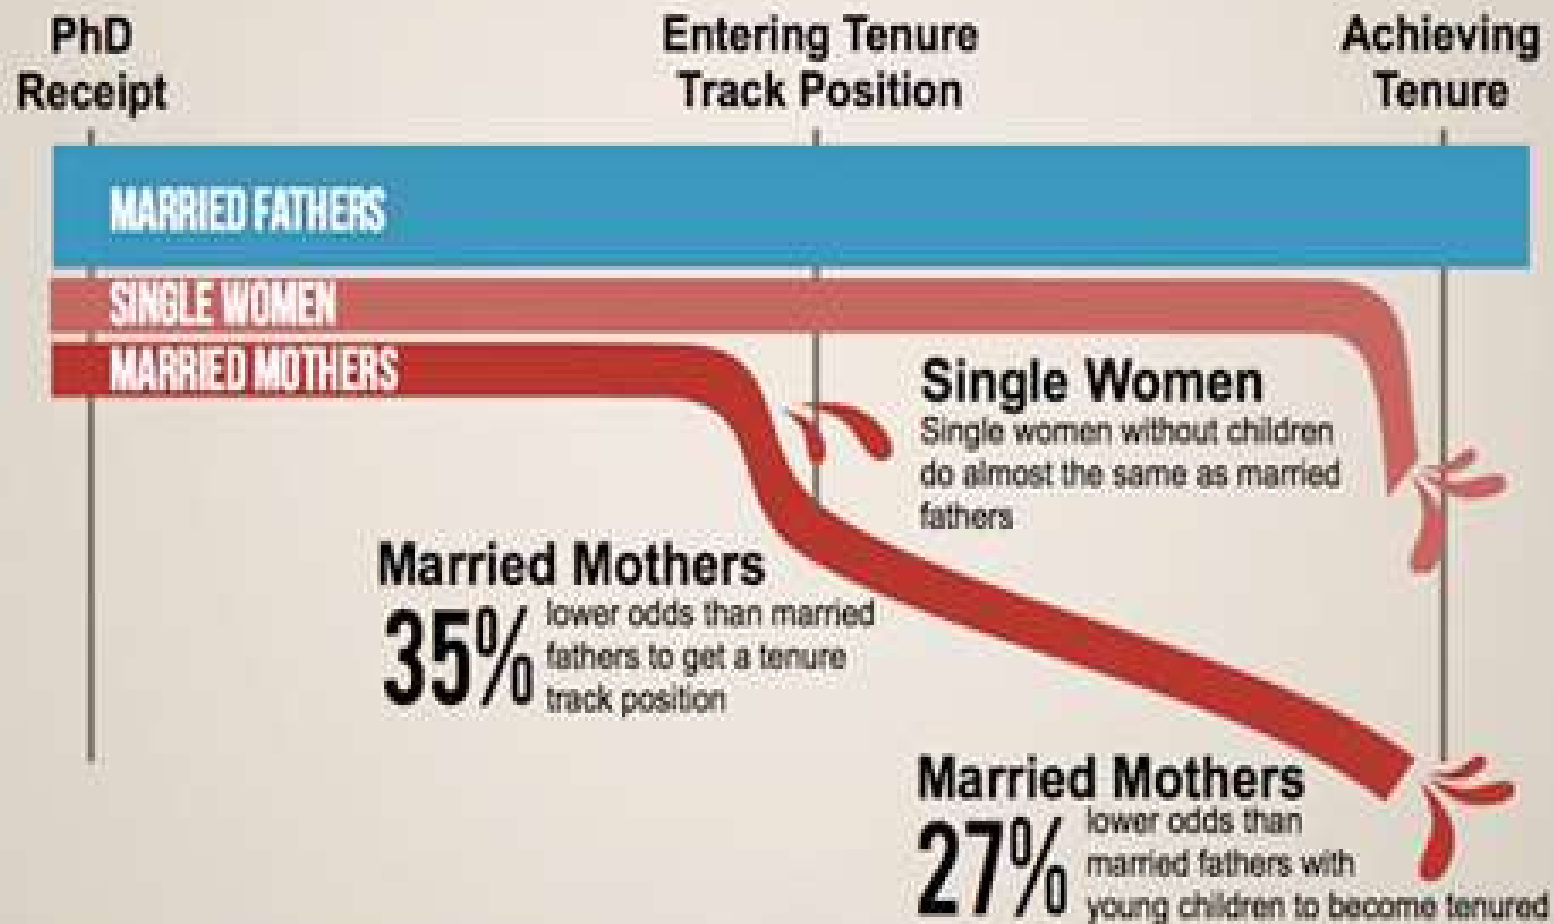 PhD
Receipt
Entering Tenure
Track Position
Achieving
Tenure
MARRIED FATHERS
SINGLE WOMEN
MARRIED MOTHERS
Single Women
Single women without children
do almost the same as married
fathers
Married Mothers
35%
lower odds than married
fathers to get a tenure
track position
Married Mothers
27%
lower odds than
married fathers with
young children to become tenured